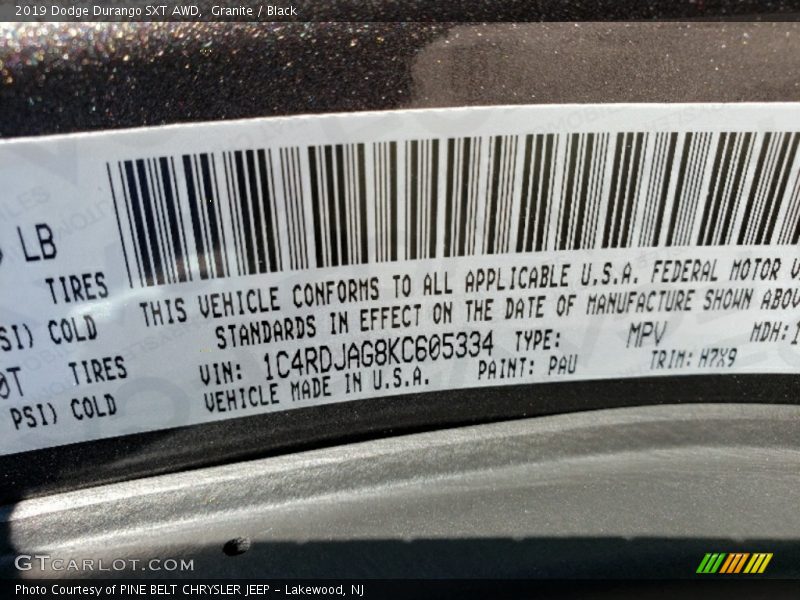 2019 Dodge Durango SXT AWD, Granite / Black
LB
TIRES
COLD
TIRES
PSI) COLD
THIS VEHICLE CONFORMS TO ALL APPLICABLE U.S.A. FEDERAL MOTOR
STANDARDS IN EFFECT ON THE DATE OF MANUFACTURE SHOWN
VIN: 1C4RDJAG8KC605334 TYPE: MPV MDH:
VEHICLE MADE IN U.S.A. PAINT: PAU TRIM: H7X9
GTCARLOT.COM
Photo Courtesy of PINE BELT CHRYSLER JEEP - Lakewood, NJ